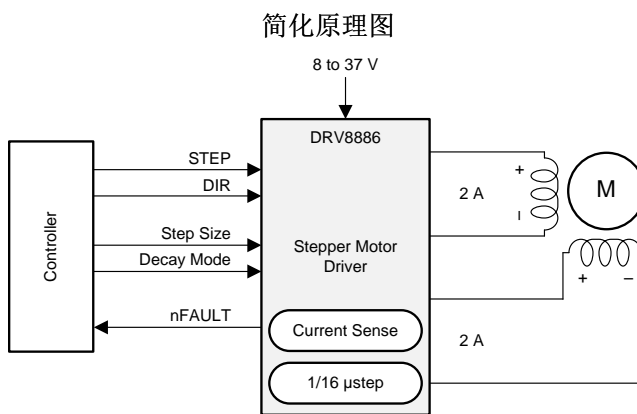 简化原理图
8 to 37 V
DRV8886
STEP
DIR
Step Size
Decay Mode
nFAULT
Controller
Stepper Motor
Driver
Current Sense
1/16 µstep
+
2 A
–
M
+ –
2 A